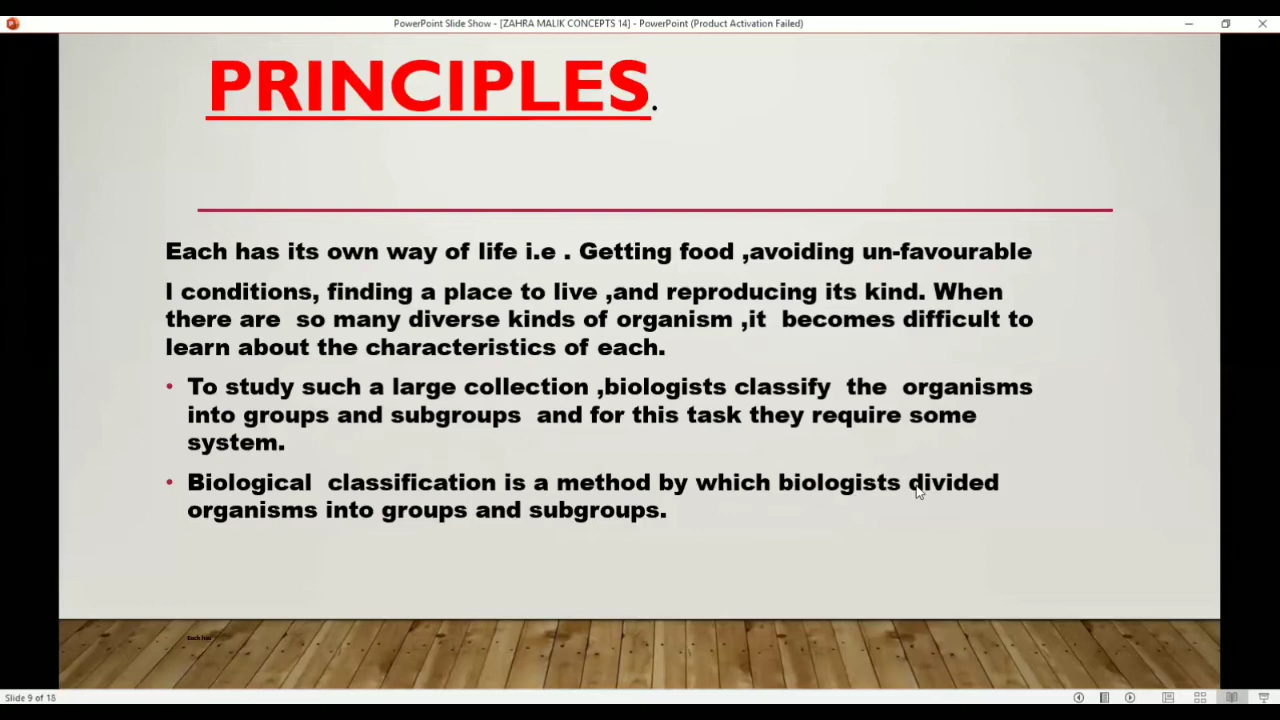 PowerPoint Slide Show - [ZAHRA MALIK CONCEPTS 14] - PowerPoint (Product Activation Failed)
PRINCIPLES.
Each has its own way of life i.e . Getting food ,avoiding un-favourable
l conditions, finding a place to live ,and reproducing its kind. When
there are so many diverse kinds of organism ,it becomes difficult to
learn about the characteristics of each.
• To study such a large collection ,biologists classify the organisms
into groups and subgroups and for this task they require some
system.
• Biological classification is a method by which biologists divided
organisms into groups and subgroups.
Each has
Slide 9 of 18